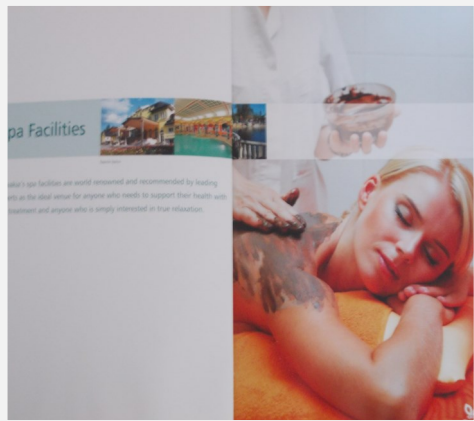 pa Facilities
spa facilities are world renowned and recommended by leading
as the ideal venue for anyone who needs to support their health with
treatment and anyone who is simply interested in true relaxation.